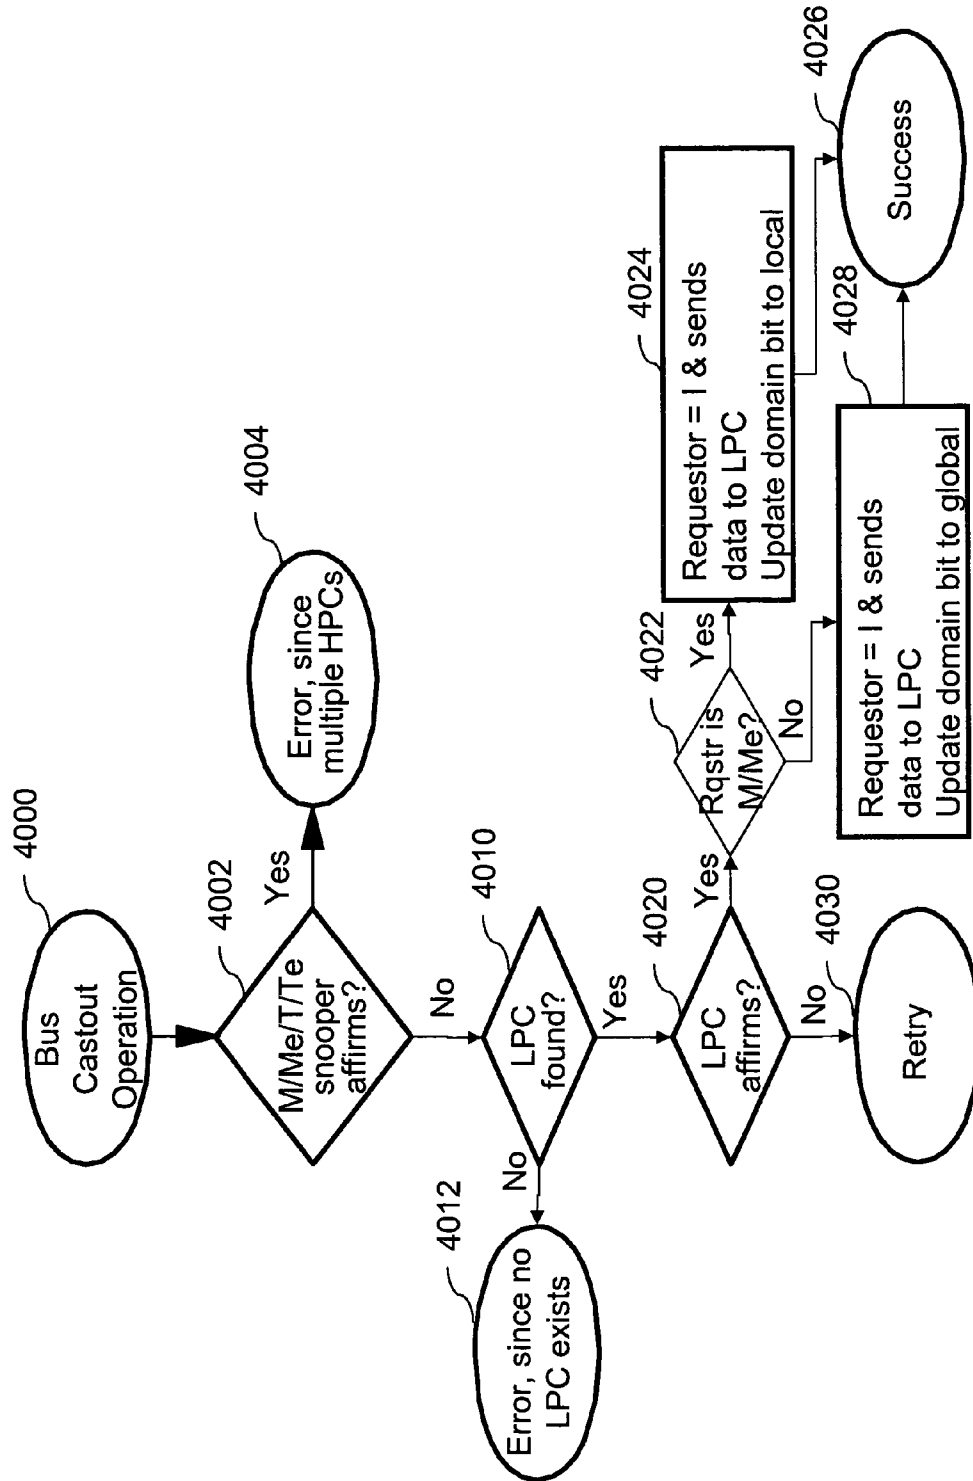 4000
Bus
Castout
Operation
4002
M/Me/T/Te
snooper
affirms?
Yes
4004
Error, since
multiple HPCs
No
4010
LPC
found?
No
4012
Error, since no
LPC exists
Yes
4020
LPC
affirms?
Yes
4022
Rqstr is
M/Me?
Yes
4024
Requestor = I & sends
data to LPC
Update domain bit to local
No
4028
Requestor = I & sends
data to LPC
Update domain bit to global
4026
Success
No
4030
Retry